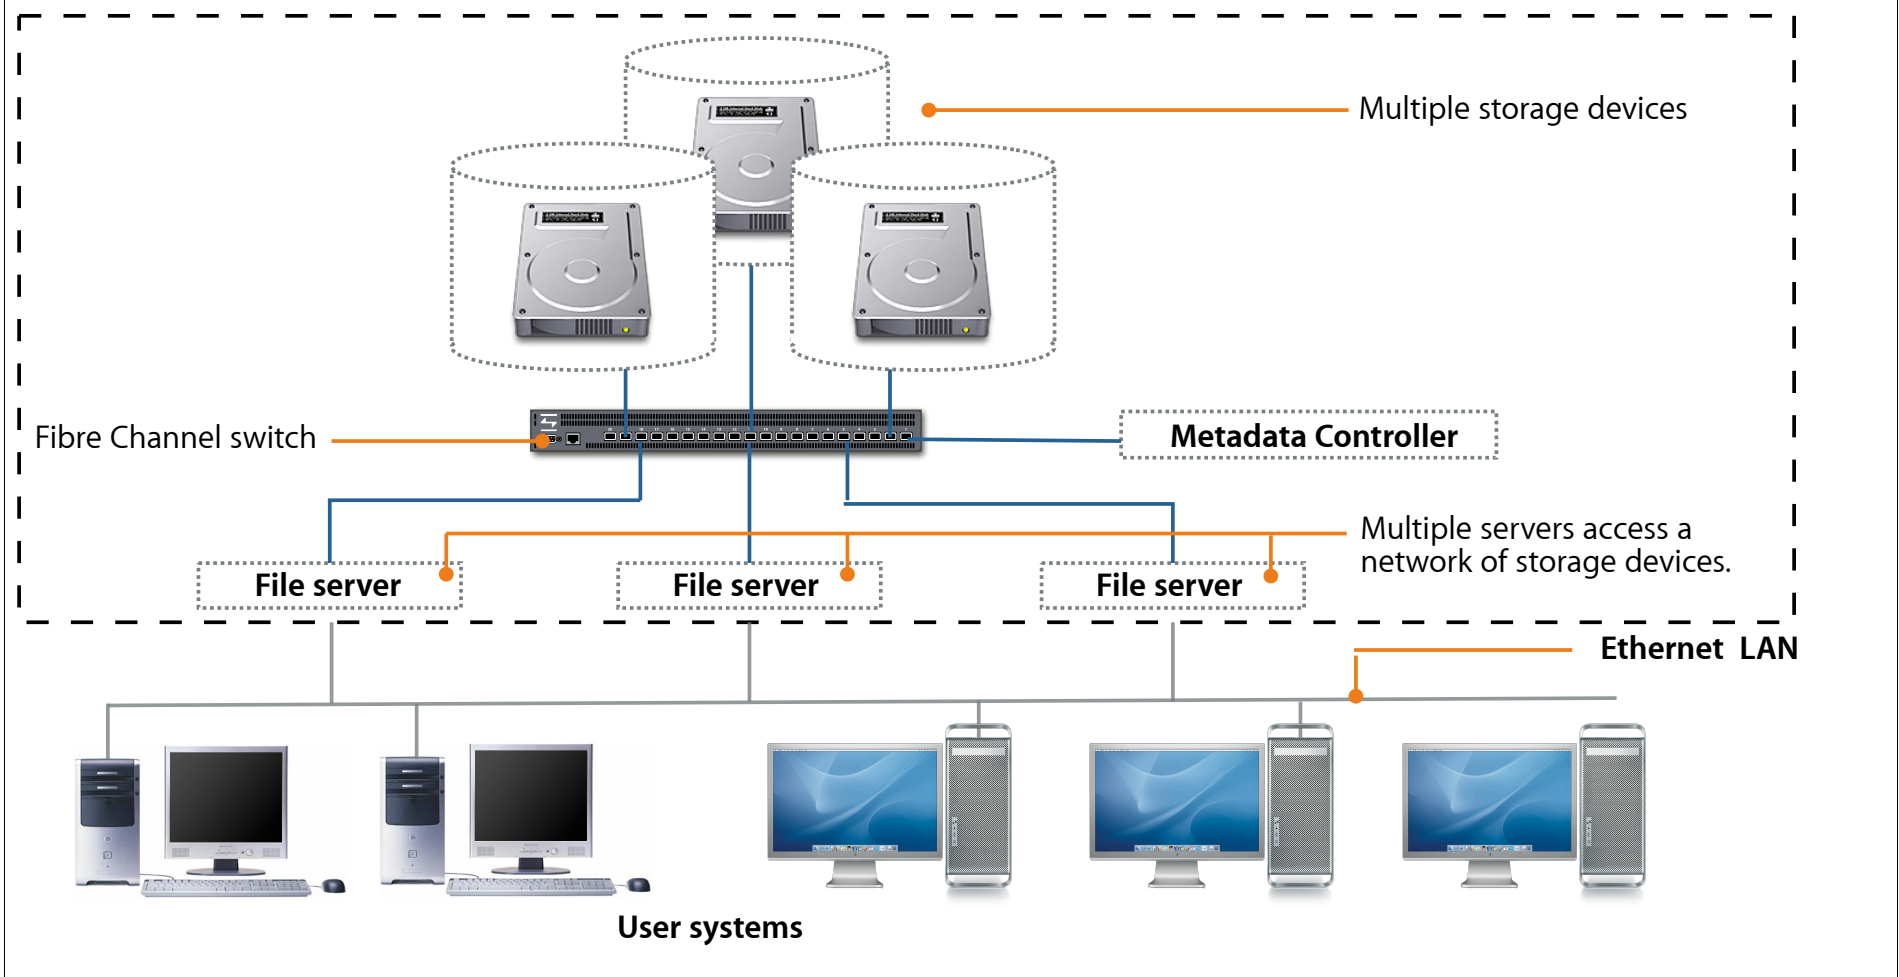 Multiple storage devices
Fibre Channel switch
Metadata Controller
Multiple servers access a
network of storage devices.
File server
File server
File server
Ethernet LAN
User systems